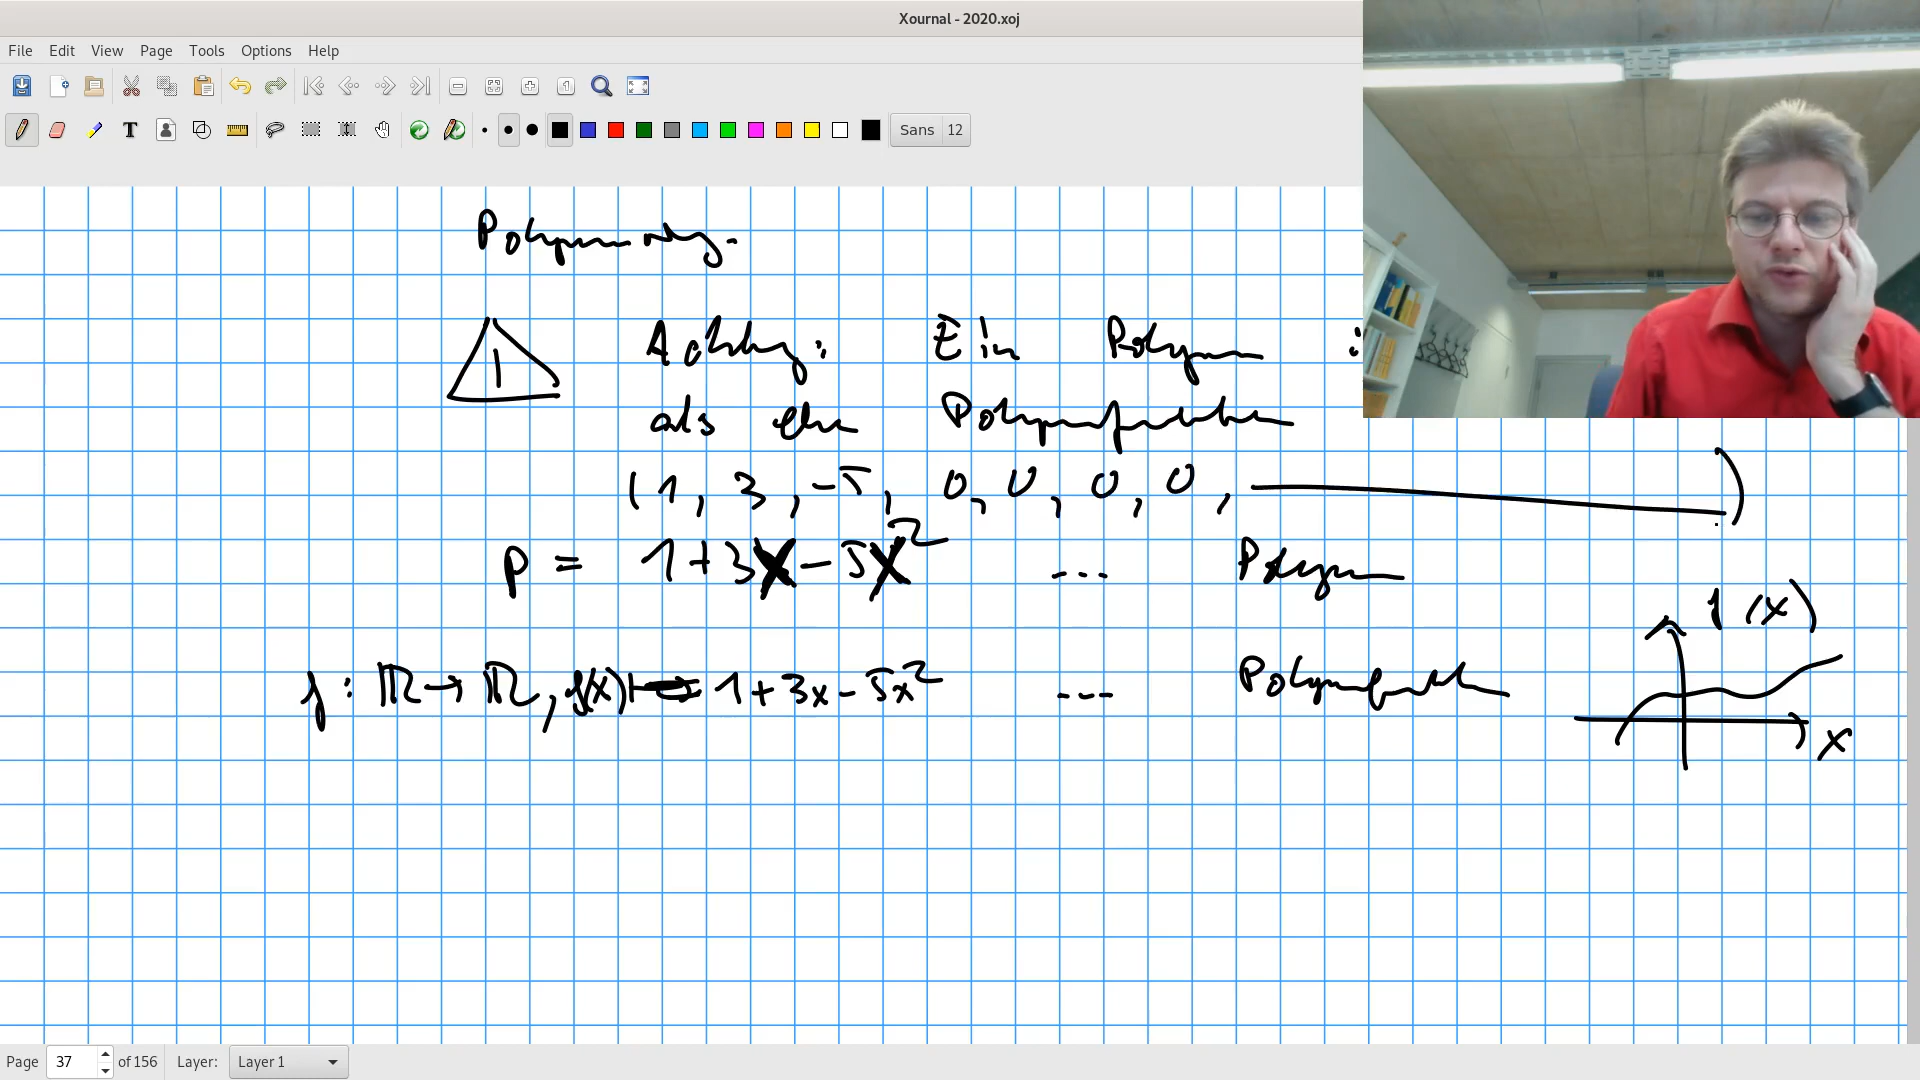 Xournal - 2020.xoj
File Edit View Page Tools Options Help
Sans 12
Polynomring.
! Achtung: Ein Polynom
als eine Polynomfunktion
(1, 3, -5, 0, 0, 0, 0, )
p = 1+3X-5X² ... Polynom
f(x)
f: ℝ → ℝ, f(x) = 1+3x-5x² ... Polynomfunktion
x
Page 37 of 156 Layer: Layer 1